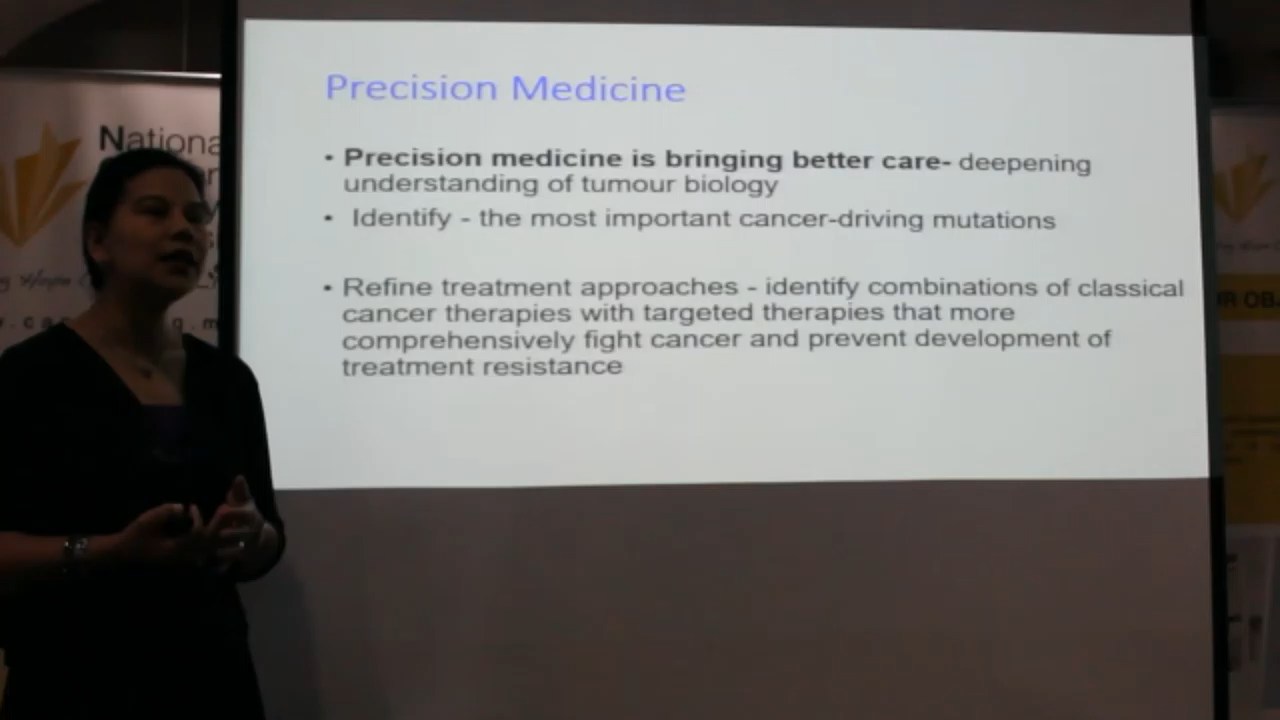 Precision Medicine
• Precision medicine is bringing better care- deepening
understanding of tumour biology
• Identify - the most important cancer-driving mutations
• Refine treatment approaches - identify combinations of classical
cancer therapies with targeted therapies that more
comprehensively fight cancer and prevent development of
treatment resistance
Nationa
R OB